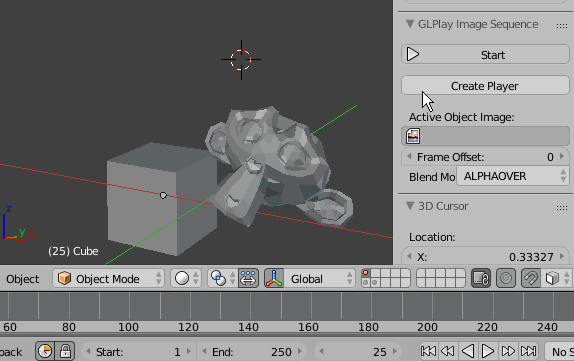 GLPlay Image Sequence
Start
Create Player
Active Object Image:
Frame Offset: 0
Blend Mo ALPHAOVER
3D Cursor
Location:
X: 0.33327
z
y
x
(25) Cube
Object Object Mode Global
60 80 100 120 140 160 180 200 220 240
back Start: 1 End: 250 25 No S